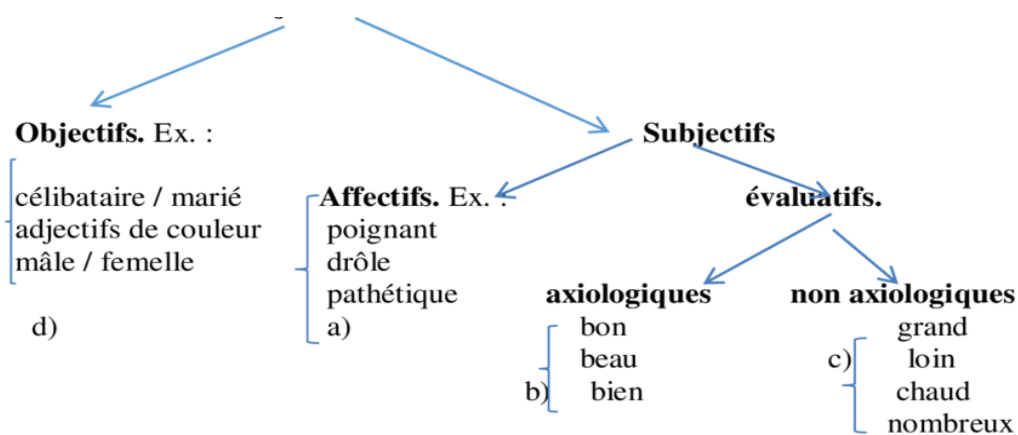 Objectifs. Ex. :
Subjectifs
célibataire / marié
Affectifs. Ex. :
évaluatifs.
adjectifs de couleur
poignant
mâle / femelle
drôle
pathétique
axiologiques
non axiologiques
d)
a)
bon
grand
beau
c)
loin
b)
bien
chaud
nombreux